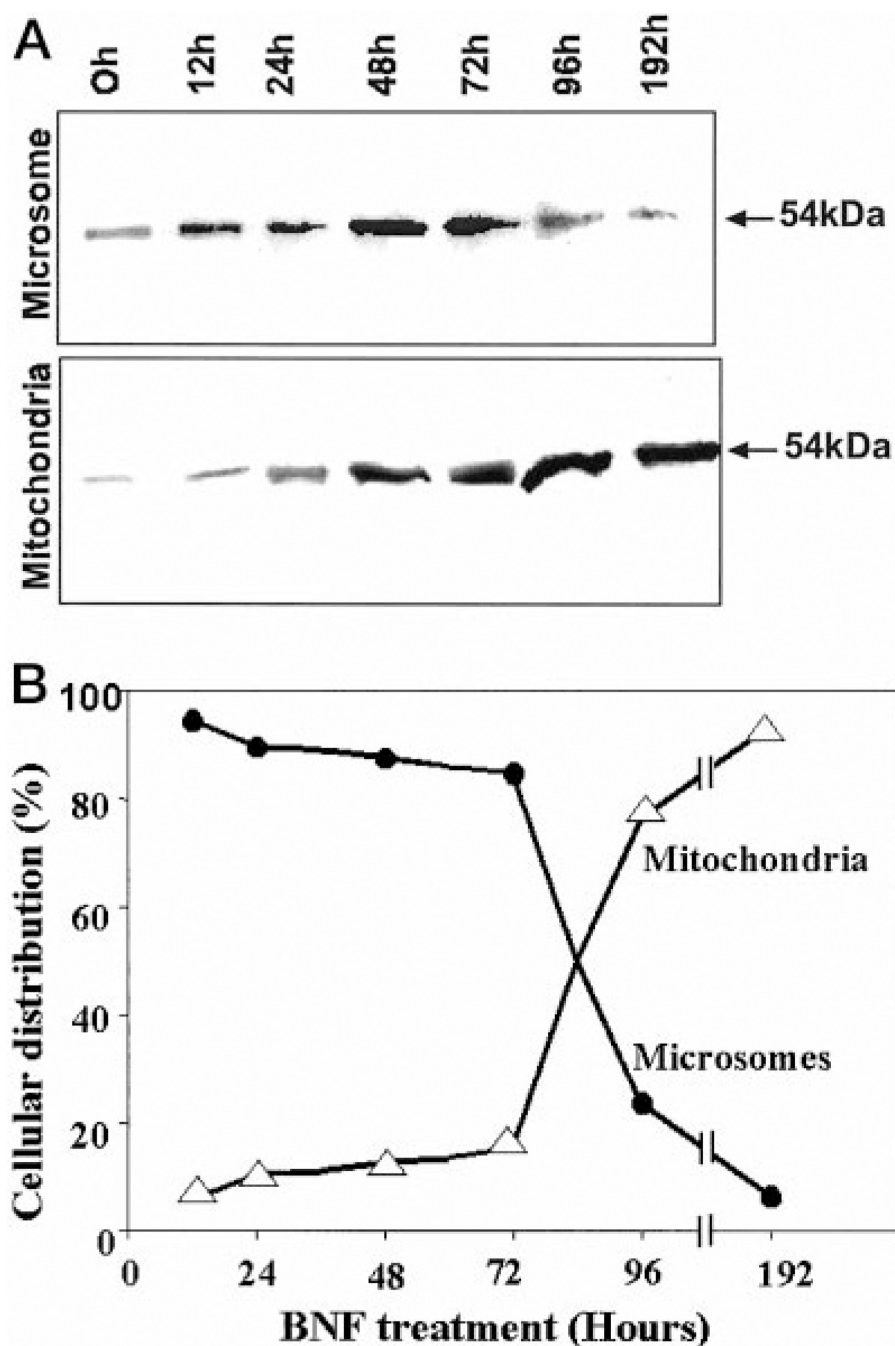 A
Oh 12h 24h 48h 72h 96h 192h
Microsome
54kDa
Mitochondria
54kDa
B
Cellular distribution (%)
100
80
60
40
20
0
Mitochondria
Microsomes
0 24 48 72 96 192
BNF treatment (Hours)